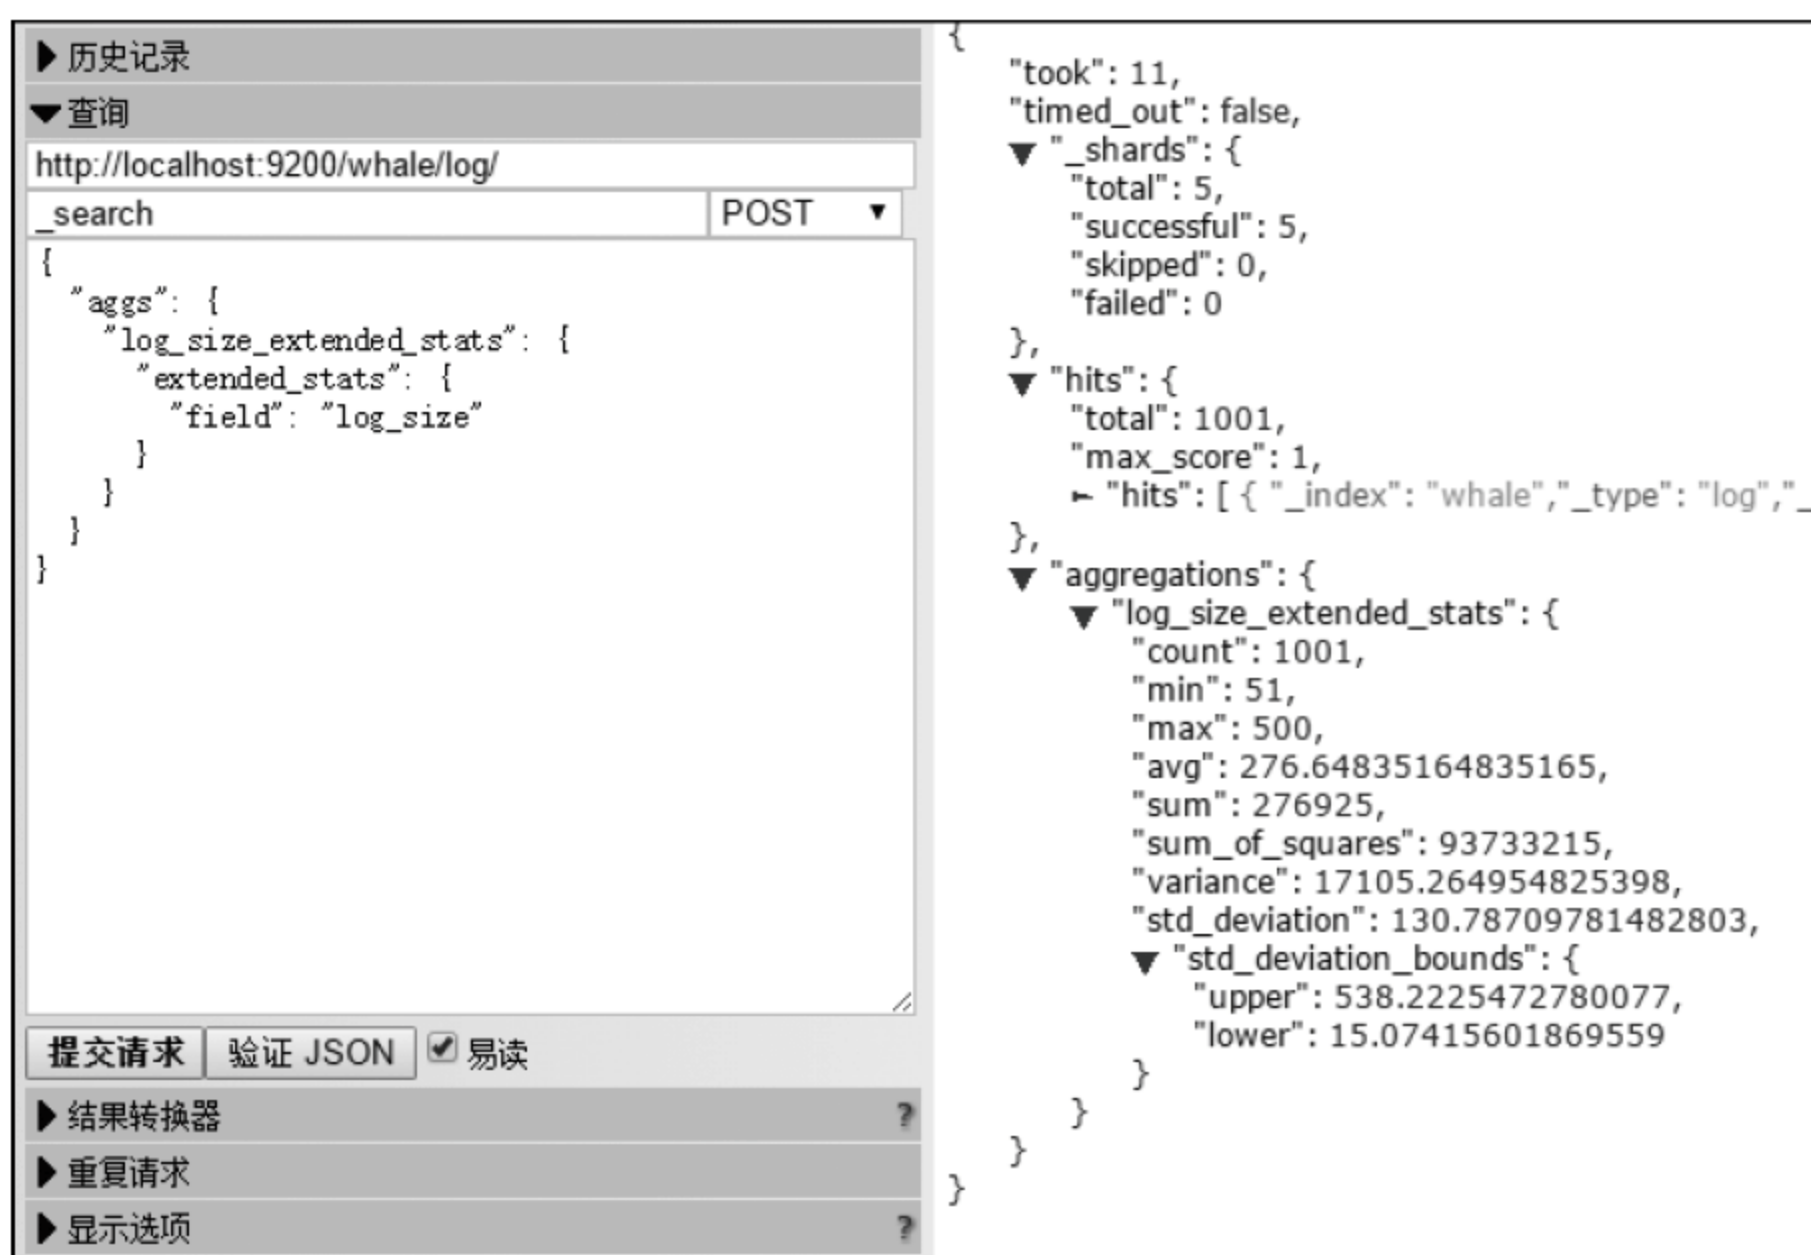 历史记录
查询
http://localhost:9200/whale/log/
_search POST
{
"aggs": {
"log_size_extended_stats": {
"extended_stats": {
"field": "log_size"
}
}
}
}
提交请求 验证 JSON 易读
结果转换器 ?
重复请求
显示选项 ?
{
"took": 11,
"timed_out": false,
"_shards": {
"total": 5,
"successful": 5,
"skipped": 0,
"failed": 0
},
"hits": {
"total": 1001,
"max_score": 1,
"hits": [ { "_index": "whale","_type": "log","_
},
"aggregations": {
"log_size_extended_stats": {
"count": 1001,
"min": 51,
"max": 500,
"avg": 276.64835164835165,
"sum": 276925,
"sum_of_squares": 93733215,
"variance": 17105.264954825398,
"std_deviation": 130.78709781482803,
"std_deviation_bounds": {
"upper": 538.2225472780077,
"lower": 15.07415601869559
}
}
}
}